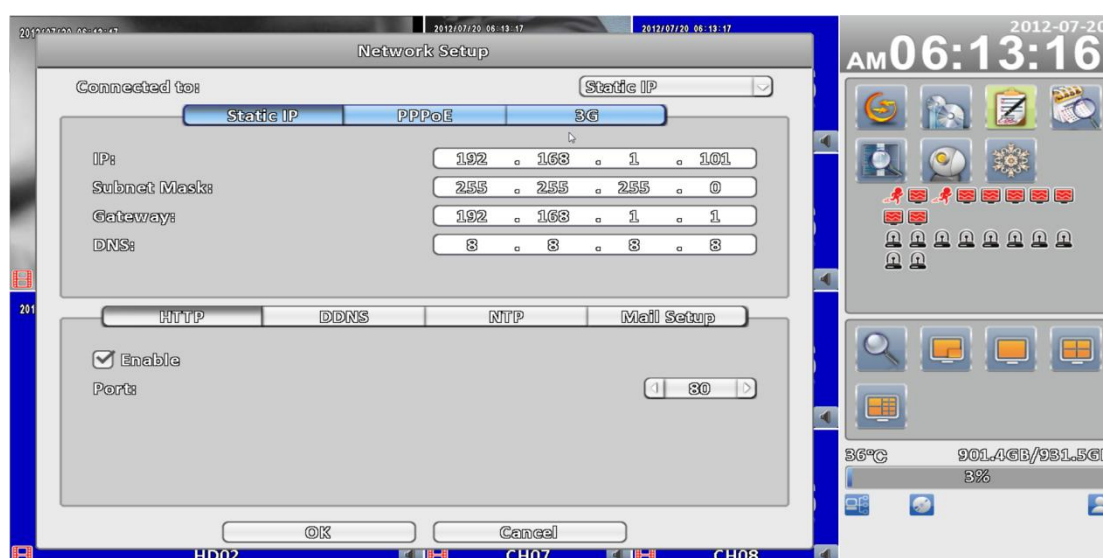 2012/07/20 06:13:17
2012/07/20 06:13:17
2012-07-20
AM 06:13:16
Network Setup
Connected to: Static IP
Static IP PPPoE 3G
IP: 192 . 168 . 1 . 101
Subnet Mask: 255 . 255 . 255 . 0
Gateway: 192 . 168 . 1 . 1
DNS: 8 . 8 . 8 . 8
201
HTTP DDNS NTP Mail Setup
Enable
Port: 80
36°C 901.4GB/931.5G
3%
OK Cancel
HD02 CH07 CH08